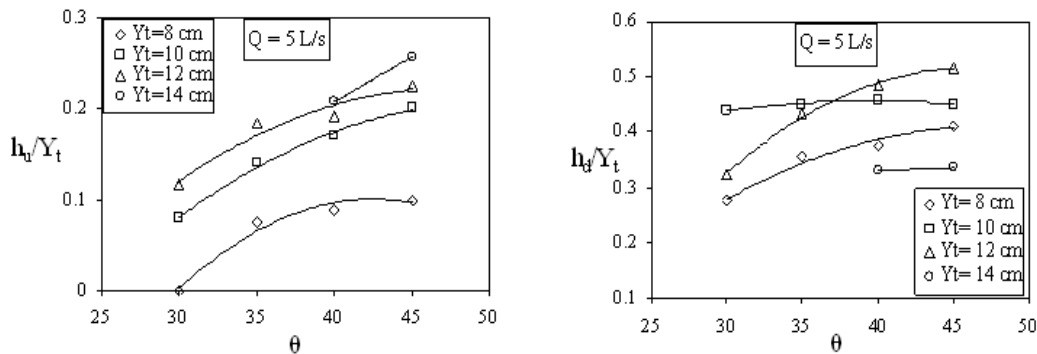 0.3
0.2
0.1
0
hᵤ/Yₜ
Yt=8 cm
Yt=10 cm
Yt=12 cm
Yt=14 cm
Q = 5 L/s
25 30 35 40 45 50
θ
0.6
0.5
0.4
0.3
0.2
0.1
h_d/Yₜ
Q = 5 L/s
Yt= 8 cm
Yt= 10 cm
Yt= 12 cm
Yt= 14 cm
25 30 35 40 45 50
θ